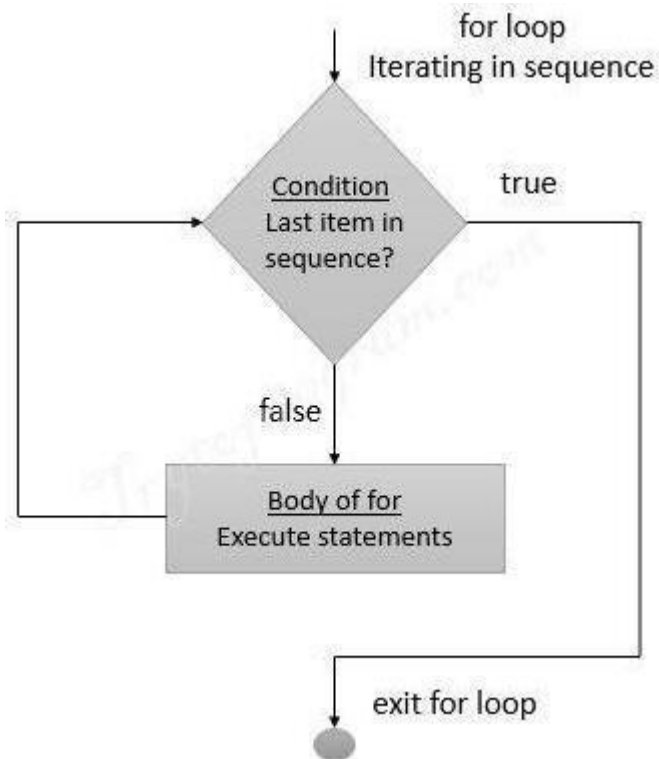 for loop
Iterating in sequence
Condition
Last item in
sequence?
true
false
Body of for
Execute statements
exit for loop